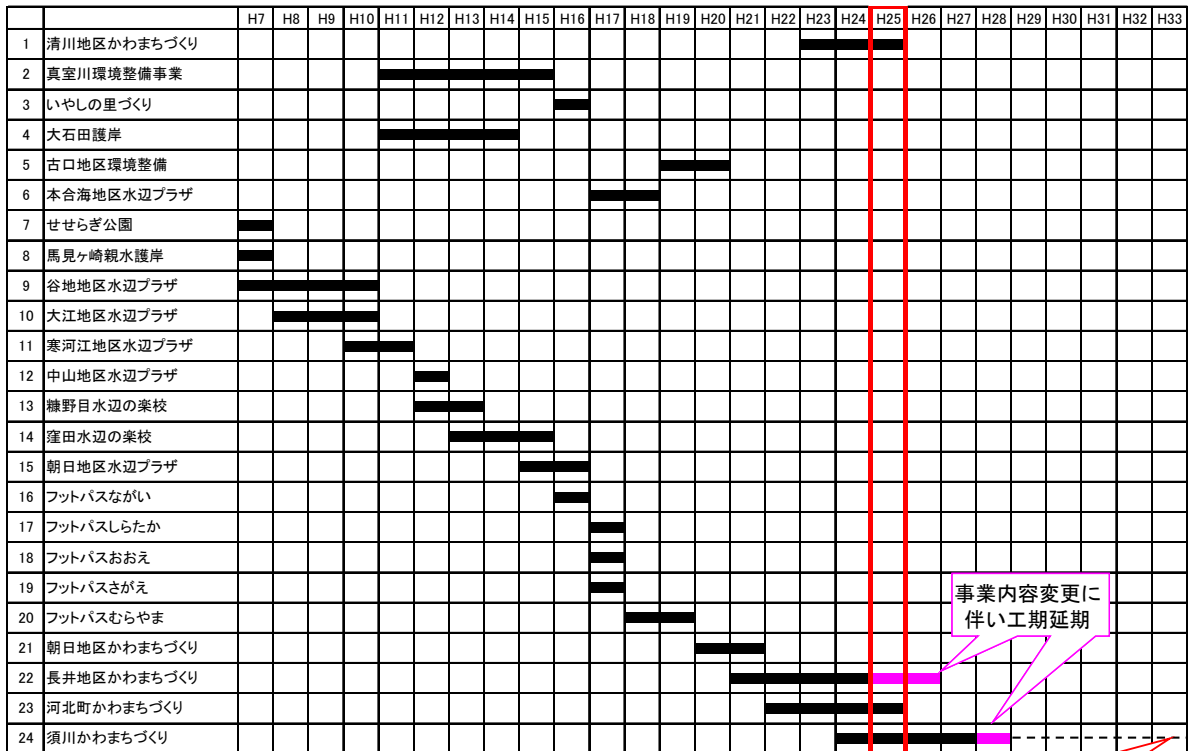 H7 H8 H9 H10 H11 H12 H13 H14 H15 H16 H17 H18 H19 H20 H21 H22 H23 H24 H25 H26 H27 H28 H29 H30 H31 H32 H33
1 清川地区かわまちづくり
2 真室川環境整備事業
3 いやしの里づくり
4 大石田護岸
5 古口地区環境整備
6 本合海地区水辺プラザ
7 せせらぎ公園
8 馬見ヶ崎親水護岸
9 谷地地区水辺プラザ
10 大江地区水辺プラザ
11 寒河江地区水辺プラザ
12 中山地区水辺プラザ
13 糠野目水辺の楽校
14 窪田水辺の楽校
15 朝日地区水辺プラザ
16 フットパスながい
17 フットパスしらたか
18 フットパスおおえ
19 フットパスさがえ
20 フットパスむらやま
21 朝日地区かわまちづくり
22 長井地区かわまちづくり
23 河北町かわまちづくり
24 須川かわまちづくり
事業内容変更に
伴い工期延期